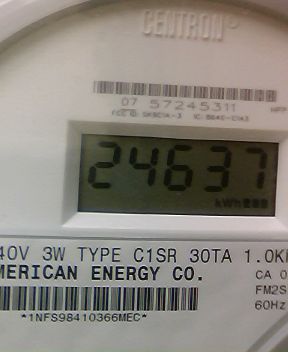 CENTRON
07 57245311
24637
kWh
40V 3W TYPE C1SR 30TA 1.0K
MERICAN ENERGY CO.
CA 0
FM2S
60Hz
*1NFS98410366MEC*